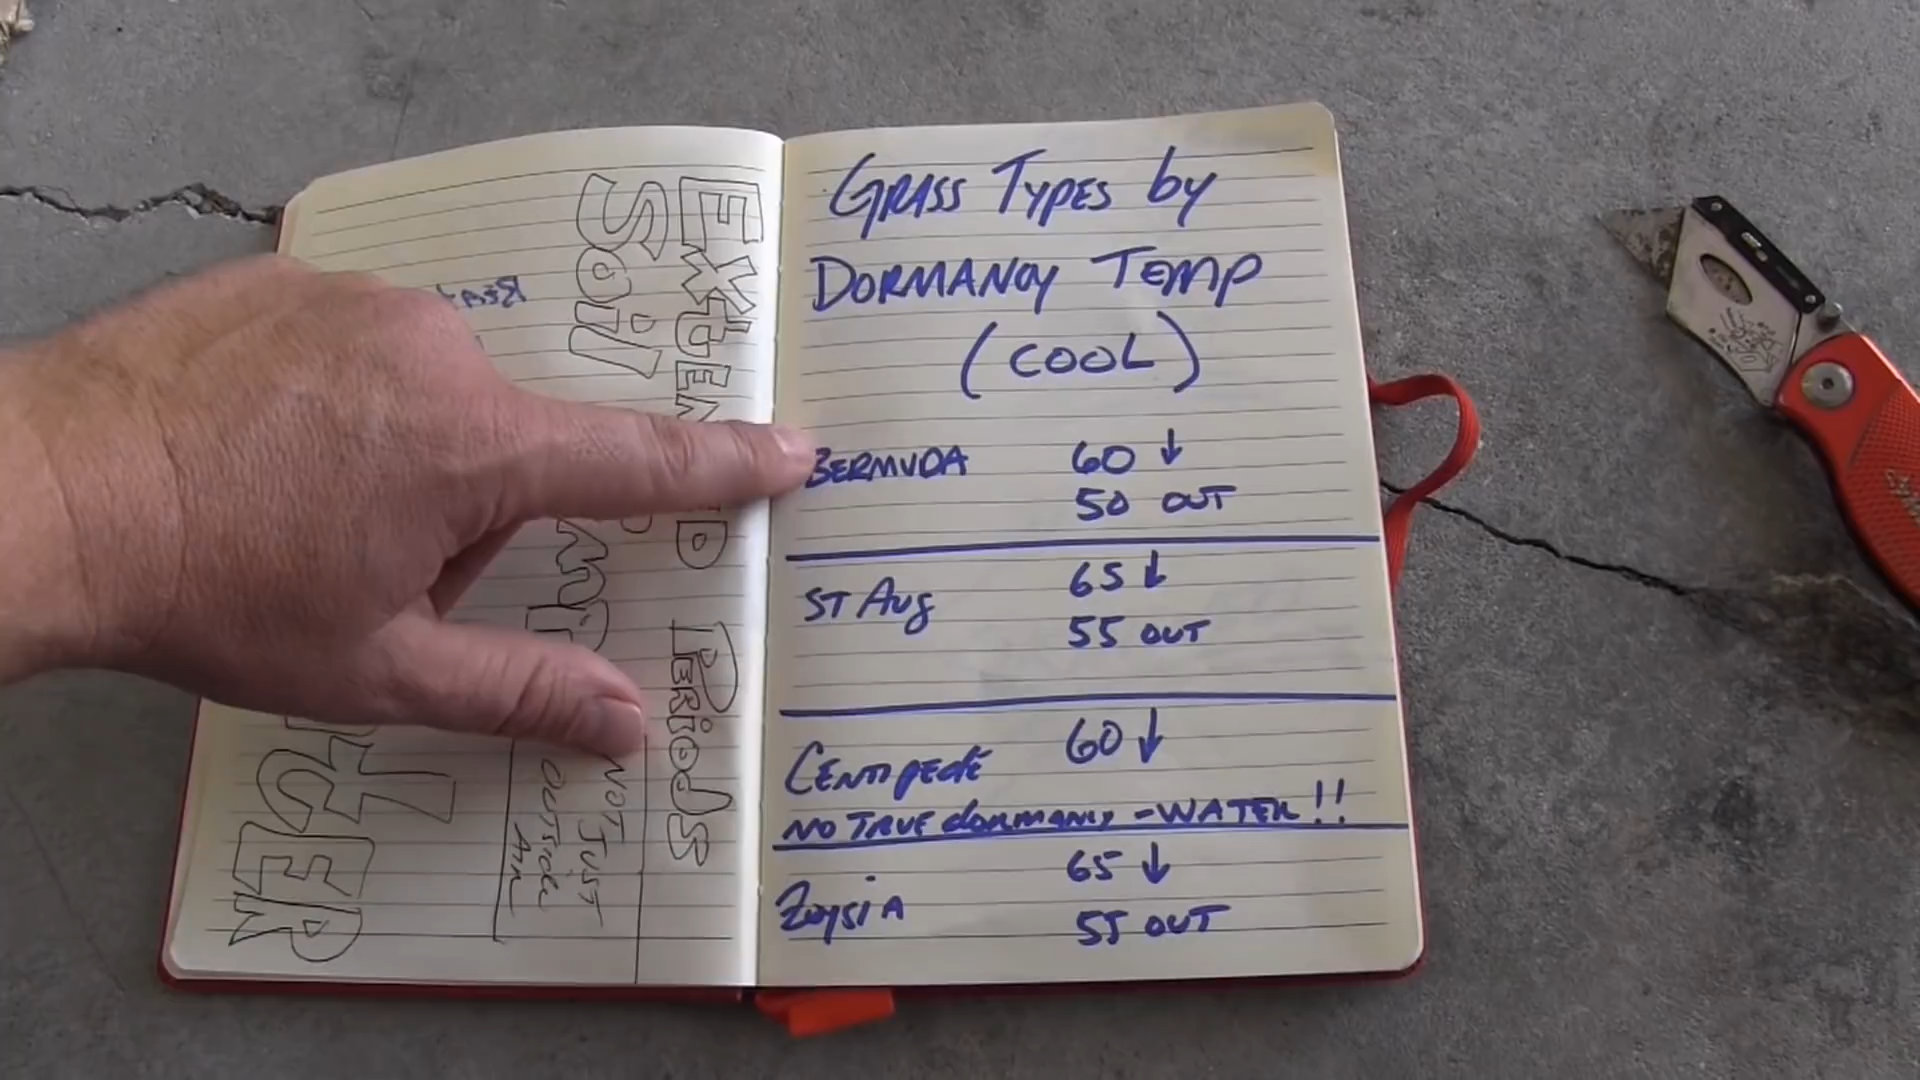 Extended Periods
Soil
NOT JUST
OUTSIDE
AIR
GRASS TYPES by
DORMANCY TEMP
(COOL)
BERMUDA 60 ↓
50 OUT
ST Aug 65 ↓
55 OUT
CENTIPEDE 60 ↓
NO TRUE dormancy - WATER!!
Zoysia 65 ↓
55 OUT